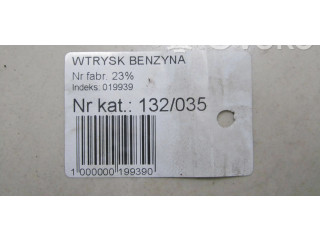 WTRYSK BENZYNA
Nr fabr. 23%
Indeks: 019939
Nr kat.: 132/035
1 000000 199390